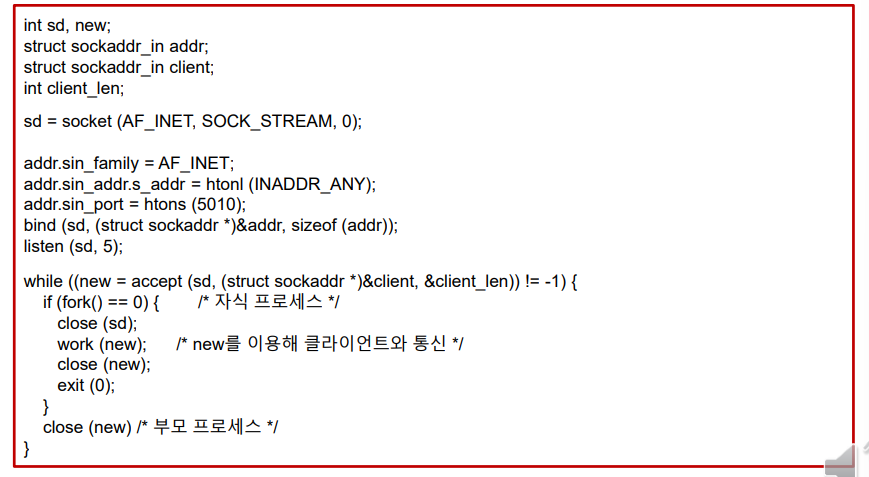 int sd, new;
struct sockaddr_in addr;
struct sockaddr_in client;
int client_len;
sd = socket (AF_INET, SOCK_STREAM, 0);
addr.sin_family = AF_INET;
addr.sin_addr.s_addr = htonl (INADDR_ANY);
addr.sin_port = htons (5010);
bind (sd, (struct sockaddr *)&addr, sizeof (addr));
listen (sd, 5);
while ((new = accept (sd, (struct sockaddr *)&client, &client_len)) != -1) {
if (fork() == 0) { /* 자식 프로세스 */
close (sd);
work (new); /* new를 이용해 클라이언트와 통신 */
close (new);
exit (0);
}
close (new) /* 부모 프로세스 */
}